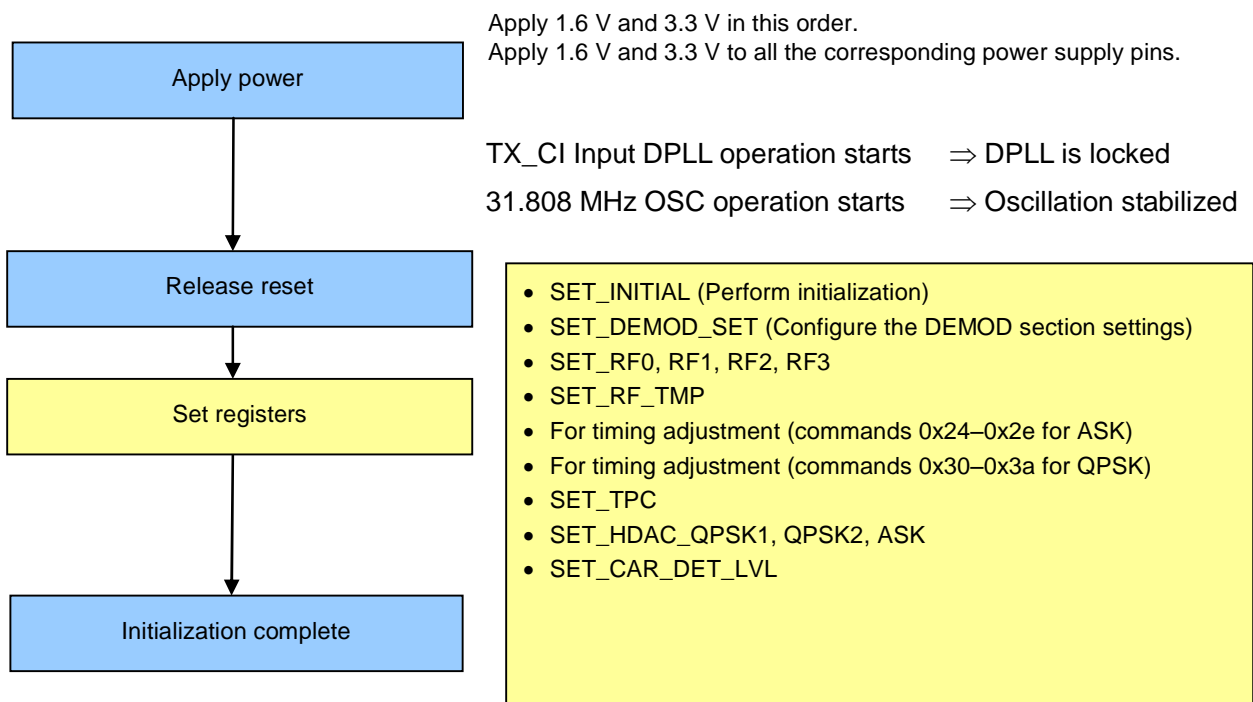 Apply 1.6 V and 3.3 V in this order.
Apply 1.6 V and 3.3 V to all the corresponding power supply pins.
Apply power
TX_CI Input DPLL operation starts ⇒ DPLL is locked
31.808 MHz OSC operation starts ⇒ Oscillation stabilized
Release reset
Set registers
• SET_INITIAL (Perform initialization)
• SET_DEMOD_SET (Configure the DEMOD section settings)
• SET_RF0, RF1, RF2, RF3
• SET_RF_TMP
• For timing adjustment (commands 0x24–0x2e for ASK)
• For timing adjustment (commands 0x30–0x3a for QPSK)
• SET_TPC
• SET_HDAC_QPSK1, QPSK2, ASK
• SET_CAR_DET_LVL
Initialization complete